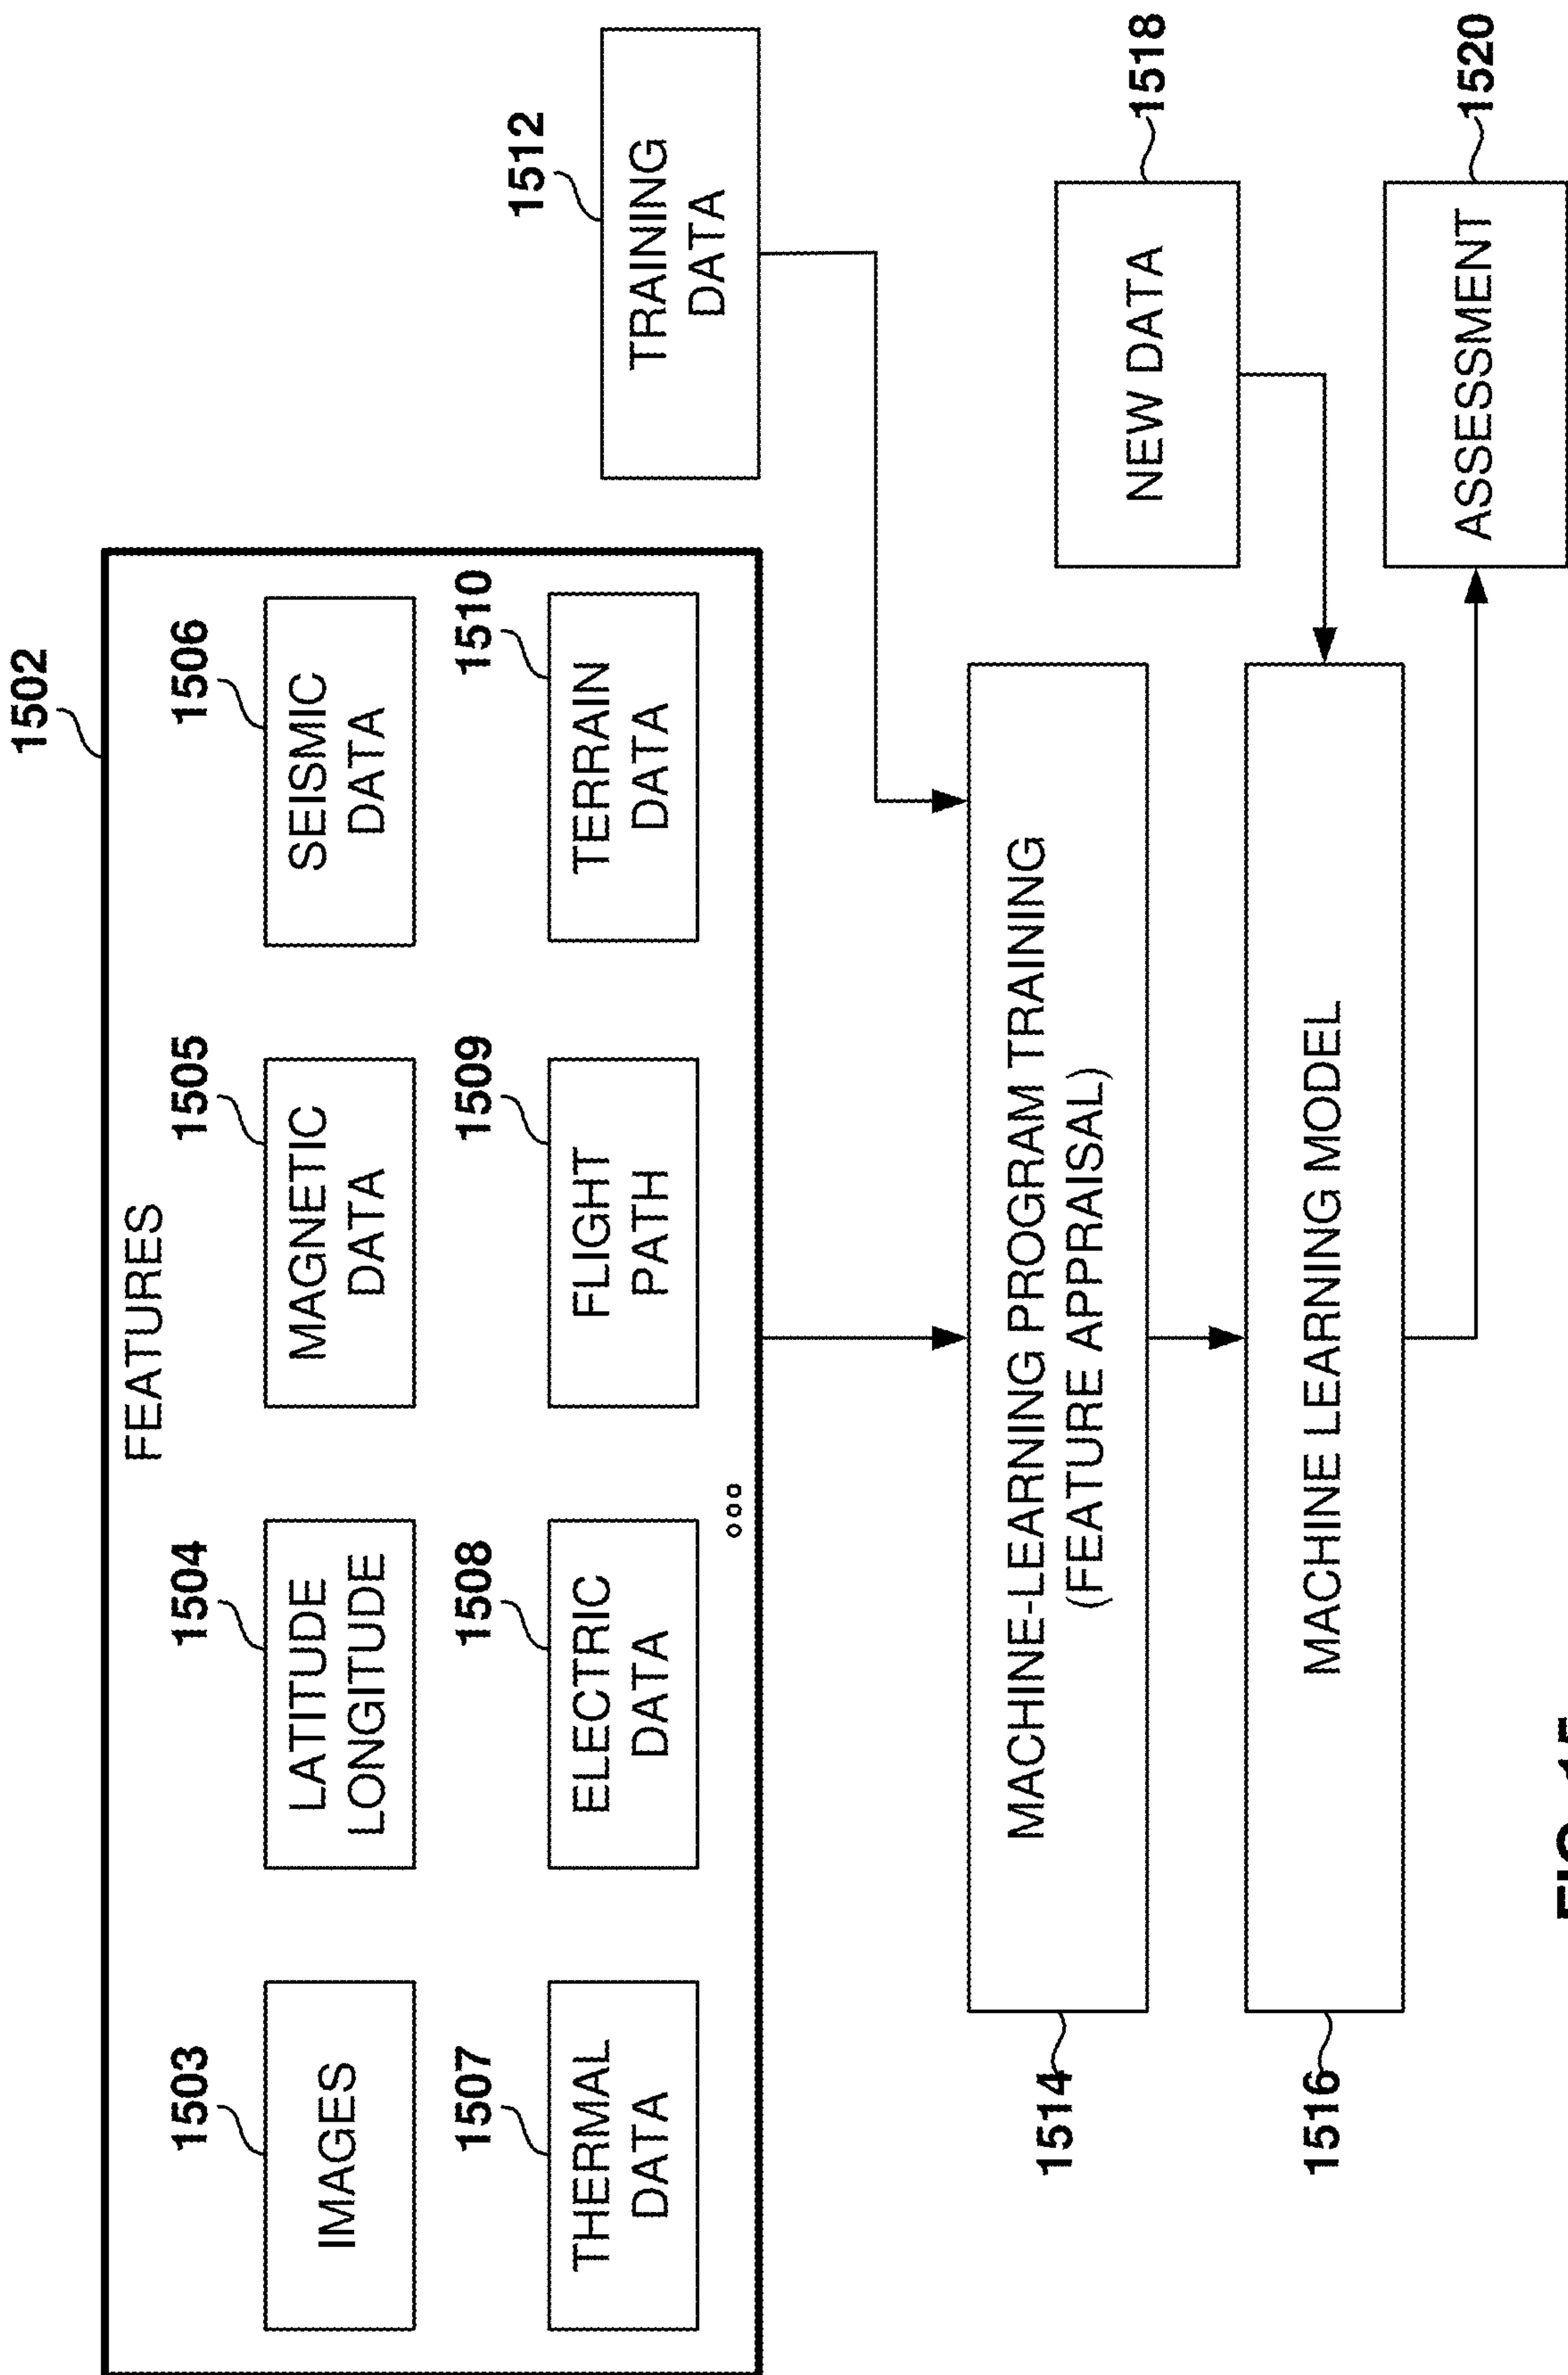 1502
FEATURES
1503
1504
1505
1506
IMAGES
LATITUDE
LONGITUDE
MAGNETIC
DATA
SEISMIC
DATA
1507
1508
1509
1510
THERMAL
DATA
ELECTRIC
DATA
FLIGHT
PATH
TERRAIN
DATA
1512
TRAINING
DATA
1514
MACHINE-LEARNING PROGRAM TRAINING
(FEATURE APPRAISAL)
1518
NEW DATA
1516
MACHINE LEARNING MODEL
1520
ASSESSMENT
FIG. 15